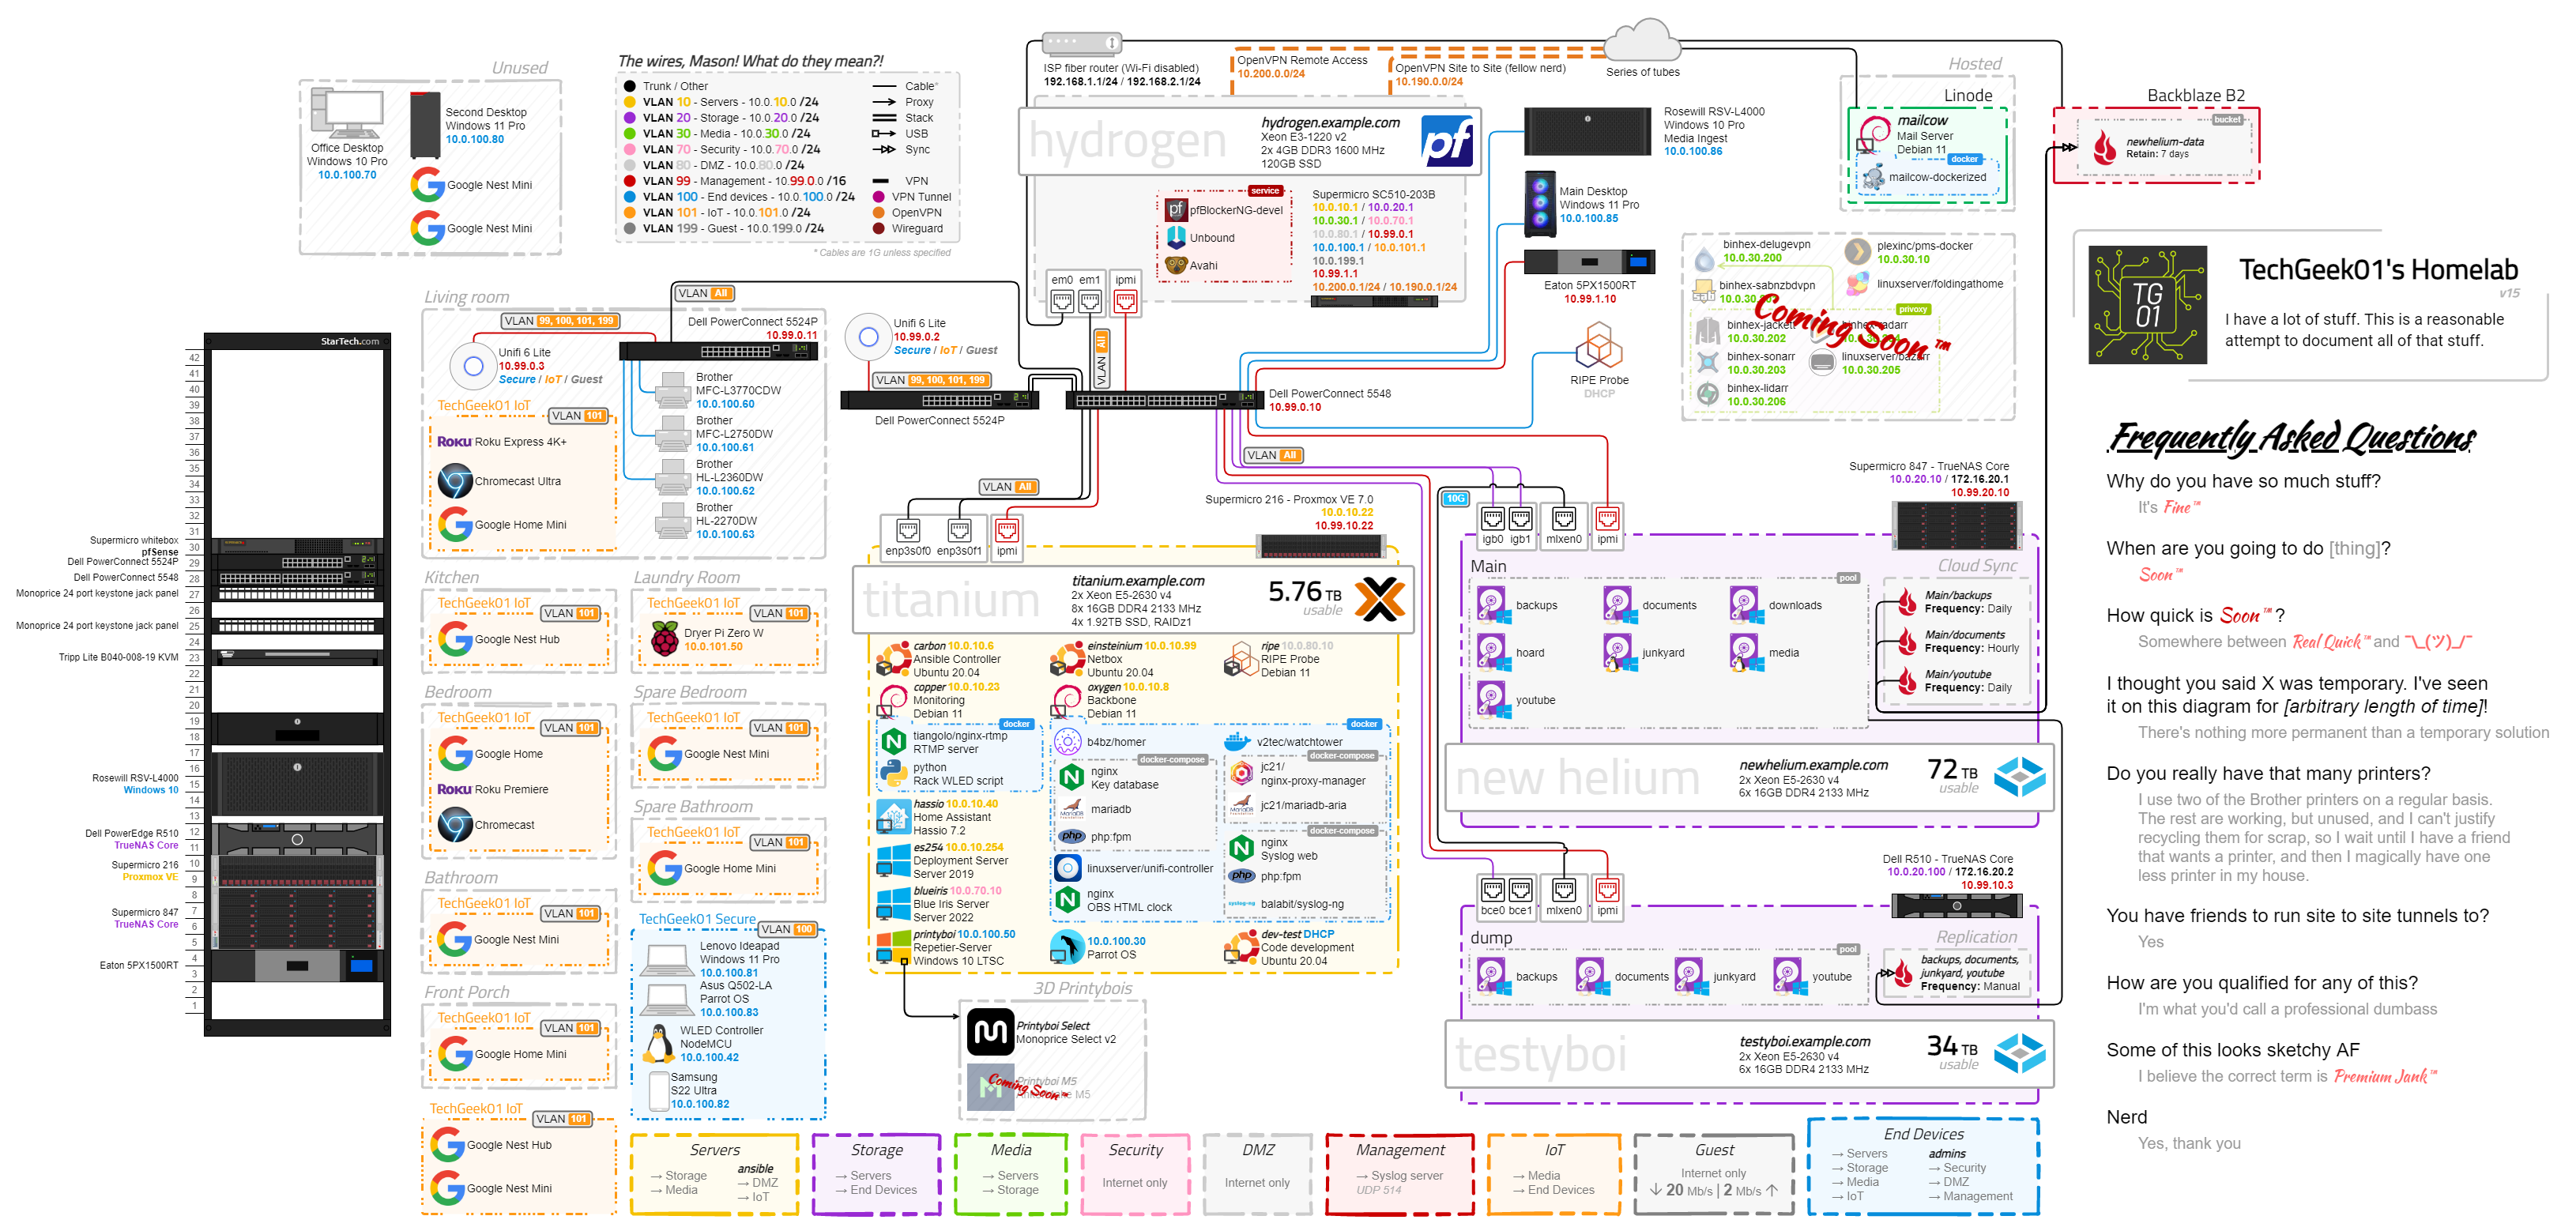 Unused
Office Desktop
Windows 10 Pro
10.0.100.70
Second Desktop
Windows 11 Pro
10.0.100.80
Google Nest Mini
Google Nest Mini
The wires, Mason! What do they mean?!
Trunk / Other
VLAN 10 - Servers - 10.0.10.0 /24
VLAN 20 - Storage - 10.0.20.0 /24
VLAN 30 - Media - 10.0.30.0 /24
VLAN 70 - Security - 10.0.70.0 /24
VLAN 80 - DMZ - 10.0.80.0 /24
VLAN 99 - Management - 10.99.0.0 /16
VLAN 100 - End devices - 10.0.100.0 /24
VLAN 101 - IoT - 10.0.101.0 /24
VLAN 199 - Guest - 10.0.199.0 /24
Cable*
Proxy
Stack
USB
Sync
VPN
VPN Tunnel
OpenVPN
Wireguard
* Cables are 1G unless specified
ISP fiber router (Wi-Fi disabled)
192.168.1.1/24 / 192.168.2.1/24
OpenVPN Remote Access
10.200.0.0/24
OpenVPN Site to Site (fellow nerd)
10.190.0.0/24
Series of tubes
hydrogen
hydrogen.example.com
Xeon E3-1220 v2
2x 4GB DDR3 1600 MHz
120GB SSD
pf
service
pfBlockerNG-devel
Unbound
Avahi
Supermicro SC510-203B
10.0.10.1 / 10.0.20.1
10.0.30.1 / 10.0.70.1
10.0.80.1 / 10.99.0.1
10.0.100.1 / 10.0.101.1
10.0.199.1
10.99.1.1
10.200.0.1/24 / 10.190.0.1/24
em0
em1
ipmi
Rosewill RSV-L4000
Windows 10 Pro
Media Ingest
10.0.100.86
Main Desktop
Windows 11 Pro
10.0.100.85
Eaton 5PX1500RT
10.99.1.10
RIPE Probe
DHCP
Hosted
Linode
mailcow
Mail Server
Debian 11
docker
mailcow-dockerized
Backblaze B2
bucket
newhelium-data
Retain: 7 days
binhex-delugevpn
10.0.30.200
plexinc/pms-docker
10.0.30.10
binhex-sabnzbdvpn
linuxserver/foldingathome
privoxy
Coming Soon™
binhex-jackett
10.0.30.202
binhex-sonarr
10.0.30.203
linuxserver/bazarr
10.0.30.205
binhex-lidarr
10.0.30.206
TG
01
TechGeek01's Homelab
v15
I have a lot of stuff. This is a reasonable
attempt to document all of that stuff.
StarTech.com
42
41
40
39
38
37
36
35
34
33
32
31
30
29
28
27
26
25
24
23
22
21
20
19
18
17
16
15
14
13
12
11
10
9
8
7
6
5
4
3
2
1
Supermicro whitebox
pfSense
Dell PowerConnect 5524P
Dell PowerConnect 5548
Monoprice 24 port keystone jack panel
Monoprice 24 port keystone jack panel
Tripp Lite B040-008-19 KVM
Rosewill RSV-L4000
Windows 10
Dell PowerEdge R510
TrueNAS Core
Supermicro 216
Proxmox VE
Supermicro 847
TrueNAS Core
Eaton 5PX1500RT
Living room
VLAN 99, 100, 101, 199
Unifi 6 Lite
10.99.0.3
Secure / IoT / Guest
Dell PowerConnect 5524P
10.99.0.11
TechGeek01 IoT
VLAN 101
Roku Roku Express 4K+
Chromecast Ultra
Google Home Mini
Brother
MFC-L3770CDW
10.0.100.60
Brother
MFC-L2750DW
10.0.100.61
Brother
HL-L2360DW
10.0.100.62
Brother
HL-2270DW
10.0.100.63
VLAN All
Unifi 6 Lite
10.99.0.2
Secure / IoT / Guest
VLAN 99, 100, 101, 199
Dell PowerConnect 5524P
VLAN All
Dell PowerConnect 5548
10.99.0.10
VLAN All
VLAN All
Kitchen
TechGeek01 IoT
VLAN 101
Google Nest Hub
Laundry Room
TechGeek01 IoT
VLAN 101
Dryer Pi Zero W
10.0.101.50
Bedroom
TechGeek01 IoT
VLAN 101
Google Home
Roku Roku Premiere
Chromecast
Spare Bedroom
TechGeek01 IoT
VLAN 101
Google Nest Mini
Spare Bathroom
TechGeek01 IoT
VLAN 101
Google Home Mini
Bathroom
TechGeek01 IoT
VLAN 101
Google Nest Mini
Front Porch
TechGeek01 IoT
VLAN 101
Google Home Mini
TechGeek01 IoT
VLAN 101
Google Nest Hub
Google Nest Mini
TechGeek01 Secure
VLAN 100
Lenovo Ideapad
Windows 11 Pro
10.0.100.81
Asus Q502-LA
Parrot OS
10.0.100.83
WLED Controller
NodeMCU
10.0.100.42
Samsung
S22 Ultra
10.0.100.82
Supermicro 216 - Proxmox VE 7.0
10.0.10.22
10.99.10.22
enp3s0f0
enp3s0f1
ipmi
titanium
titanium.example.com
2x Xeon E5-2630 v4
8x 16GB DDR4 2133 MHz
4x 1.92TB SSD, RAIDz1
5.76 TB
usable
carbon 10.0.10.6
Ansible Controller
Ubuntu 20.04
einsteinium 10.0.10.99
Netbox
Ubuntu 20.04
ripe 10.0.80.10
RIPE Probe
Debian 11
copper 10.0.10.23
Monitoring
Debian 11
oxygen 10.0.10.8
Backbone
Debian 11
docker
tiangolo/nginx-rtmp
RTMP server
python
Rack WLED script
docker
b4bz/homer
v2tec/watchtower
docker-compose
nginx
Key database
mariadb
php:fpm
docker-compose
jc21/
nginx-proxy-manager
jc21/mariadb-aria
docker-compose
nginx
Syslog web
php:fpm
balabit/syslog-ng
linuxserver/unifi-controller
nginx
OBS HTML clock
hassio 10.0.10.40
Home Assistant
Hassio 7.2
es254 10.0.10.254
Deployment Server
Server 2019
blueiris 10.0.70.10
Blue Iris Server
Server 2022
printyboi 10.0.100.50
Repetier-Server
Windows 10 LTSC
10.0.100.30
Parrot OS
dev-test DHCP
Code development
Ubuntu 20.04
3D Printybois
Printyboi Select
Monoprice Select v2
Printyboi M5
Coming Soon™
10G
Supermicro 847 - TrueNAS Core
10.0.20.10 / 172.16.20.1
10.99.20.10
igb0
igb1
mlxen0
ipmi
Main
pool
backups
documents
downloads
hoard
junkyard
media
youtube
Cloud Sync
Main/backups
Frequency: Daily
Main/documents
Frequency: Hourly
Main/youtube
Frequency: Daily
new helium
newhelium.example.com
2x Xeon E5-2630 v4
6x 16GB DDR4 2133 MHz
72 TB
usable
Dell R510 - TrueNAS Core
10.0.20.100 / 172.16.20.2
10.99.10.3
bce0
bce1
mlxen0
ipmi
dump
pool
backups
documents
junkyard
youtube
Replication
backups, documents,
junkyard, youtube
Frequency: Manual
testyboi
testyboi.example.com
2x Xeon E5-2630 v4
6x 16GB DDR4 2133 MHz
34 TB
usable
Servers
→ Storage
→ Media
ansible
→ DMZ
→ IoT
Storage
→ Servers
→ End Devices
Media
→ Servers
→ Storage
Security
Internet only
DMZ
Internet only
Management
→ Syslog server
UDP 514
IoT
→ Media
→ End Devices
Guest
Internet only
↓ 20 Mb/s | 2 Mb/s ↑
End Devices
→ Servers
→ Storage
→ Media
→ IoT
admins
→ Security
→ DMZ
→ Management
Frequently Asked Questions
Why do you have so much stuff?
It's Fine™
When are you going to do [thing]?
Soon™
How quick is Soon™ ?
Somewhere between Real Quick™ and ¯\_(ツ)_/¯
I thought you said X was temporary. I've seen
it on this diagram for [arbitrary length of time]!
There's nothing more permanent than a temporary solution
Do you really have that many printers?
I use two of the Brother printers on a regular basis.
The rest are working, but unused, and I can't justify
recycling them for scrap, so I wait until I have a friend
that wants a printer, and then I magically have one
less printer in my house.
You have friends to run site to site tunnels to?
Yes
How are you qualified for any of this?
I'm what you'd call a professional dumbass
Some of this looks sketchy AF
I believe the correct term is Premium Jank™
Nerd
Yes, thank you